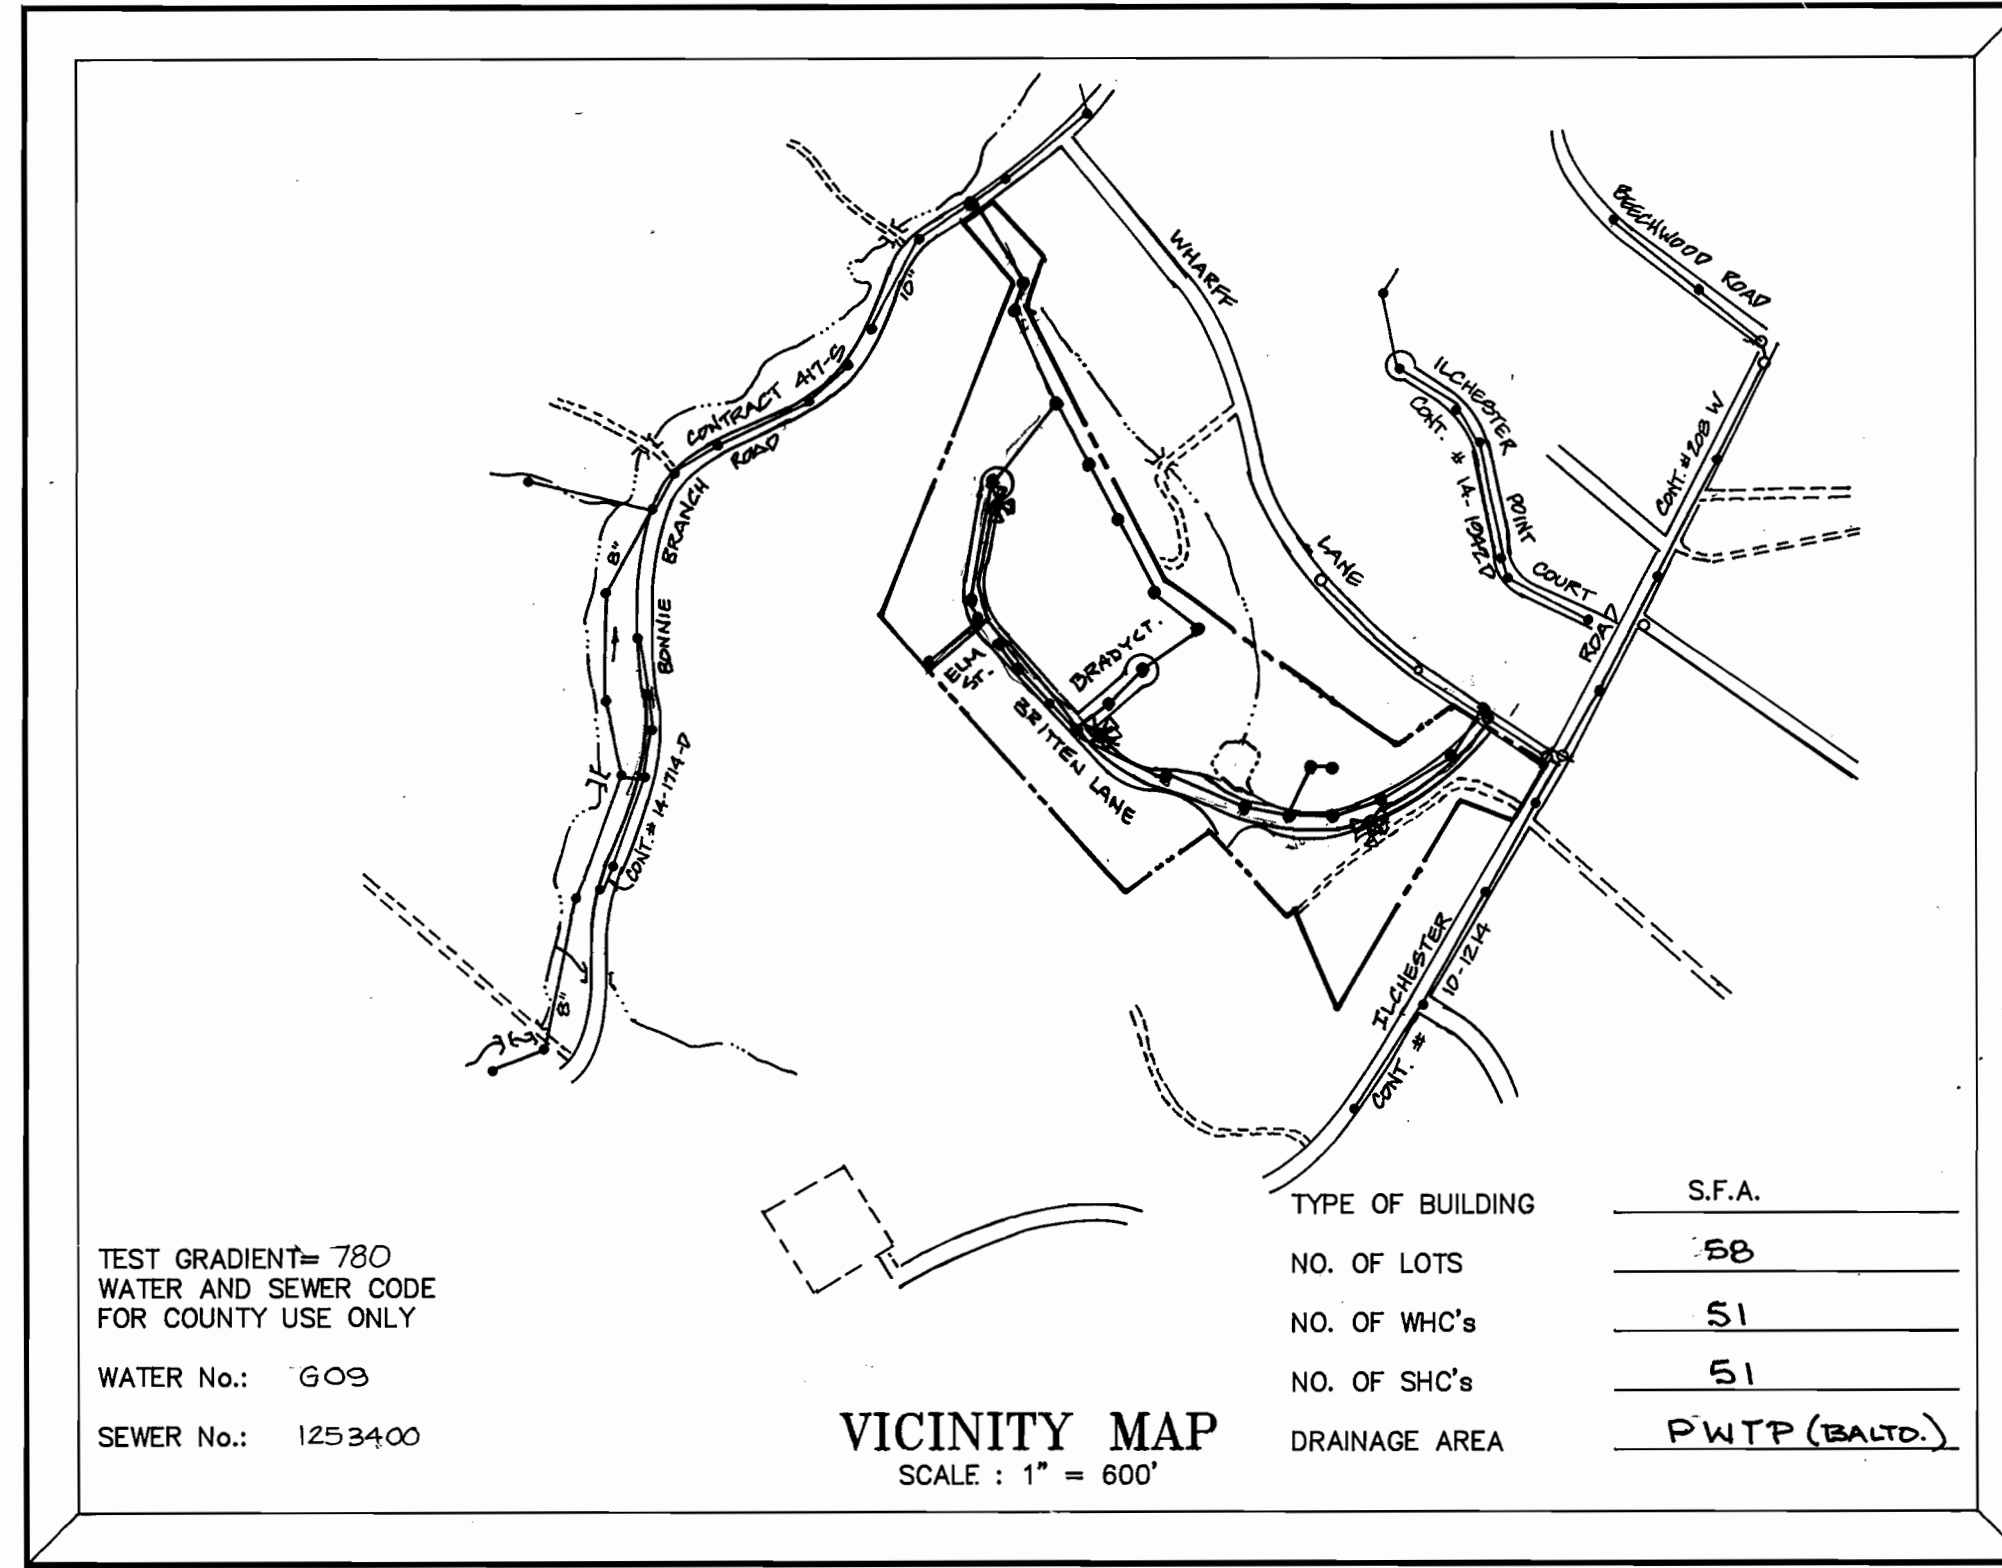 WHARFF
LANE
BEECHWOOD ROAD
10"
CONTRACT 417-S
BONNIE BRANCH ROAD
8"
ILCHESTER POINT COURT
CONT. # 14-1942D
CONT. # 208 W
BRADY CT.
ELM
ST.
BRITTEN LANE
CONT. # 14-1714-D
8"
ILCHESTER ROAD
CONT. # 10-1214
TEST GRADIENT= 780
WATER AND SEWER CODE
FOR COUNTY USE ONLY
WATER No.: G09
SEWER No.: 1253400
VICINITY MAP
SCALE : 1" = 600'
TYPE OF BUILDING S.F.A.
NO. OF LOTS 58
NO. OF WHC's 51
NO. OF SHC's 51
DRAINAGE AREA PWTP (BALTO.)